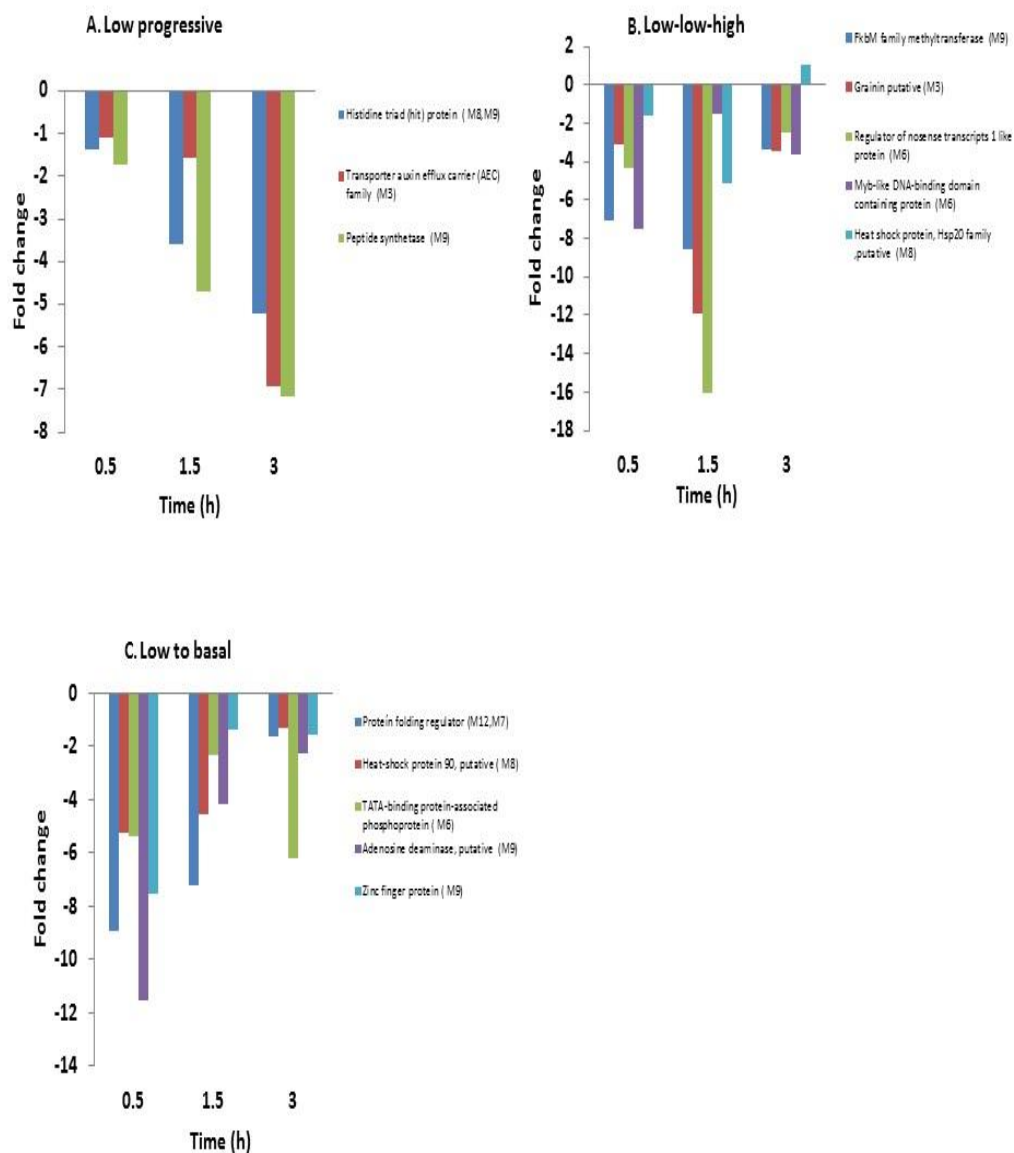 A. Low progressive
Fold change
0
-1
-2
-3
-4
-5
-6
-7
-8
0.5 1.5 3
Time (h)
Histidine triad (hit) protein ( M8,M9)
Transporter auxin efflux carrier (AEC)
family (M3)
Peptide synthetase (M9)
B. Low-low-high
Fold change
2
0
-2
-4
-6
-8
-10
-12
-14
-16
-18
0.5 1.5 3
Time (h)
FkbM family methyltransferase (M9)
Grainin putative (M3)
Regulator of nosense transcripts 1 like
protein (M6)
Myb-like DNA-binding domain
containing protein (M6)
Heat shock protein, Hsp20 family
,putative (M8)
C. Low to basal
Fold change
0
-2
-4
-6
-8
-10
-12
-14
0.5 1.5 3
Time (h)
Protein folding regulator (M12,M7)
Heat-shock protein 90, putative ( M8)
TATA-binding protein-associated
phosphoprotein ( M6)
Adenosine deaminase, putative (M9)
Zinc finger protein ( M9)